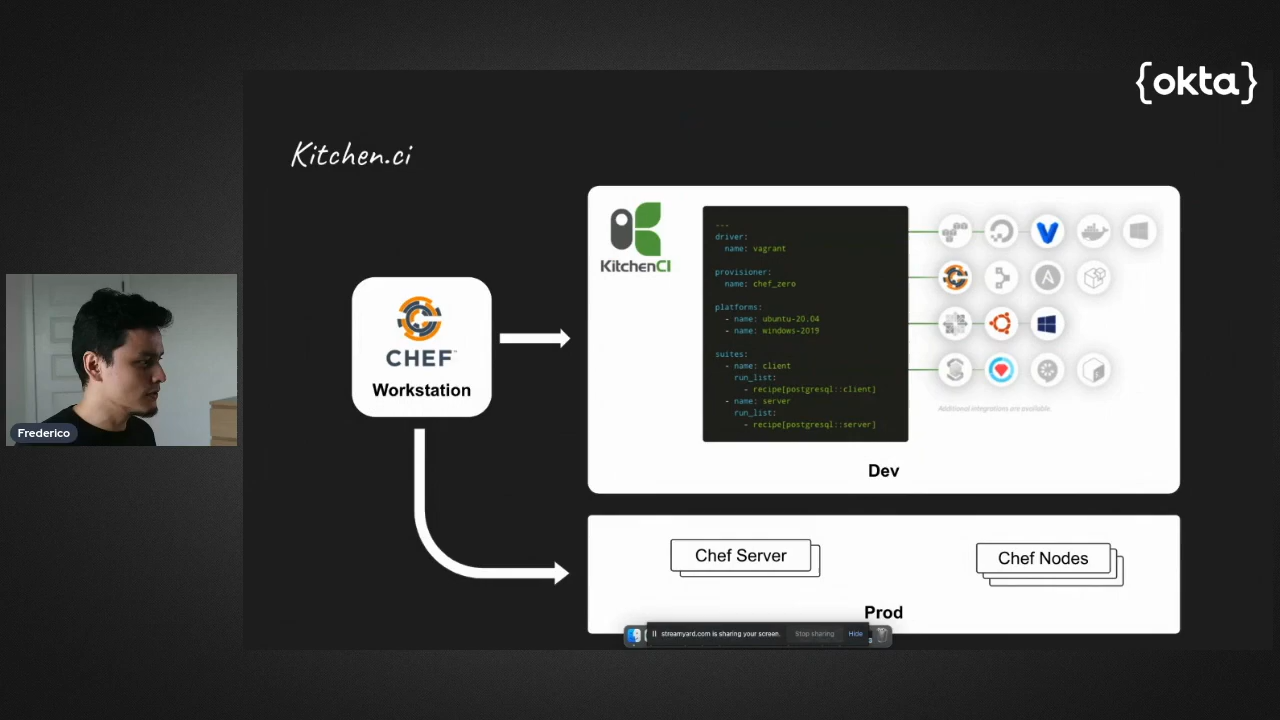 {okta}
Kitchen.ci
Frederico
CHEF™
Workstation
KitchenCI
---
driver:
name: vagrant
provisioner:
name: chef_zero
platforms:
- name: ubuntu-20.04
- name: windows-2019
suites:
- name: client
run_list:
- recipe[postgresql::client]
- name: server
run_list:
- recipe[postgresql::server]
Additional integrations are available.
Dev
Chef Server
Chef Nodes
Prod
streamyard.com is sharing your screen.
Stop sharing
Hide